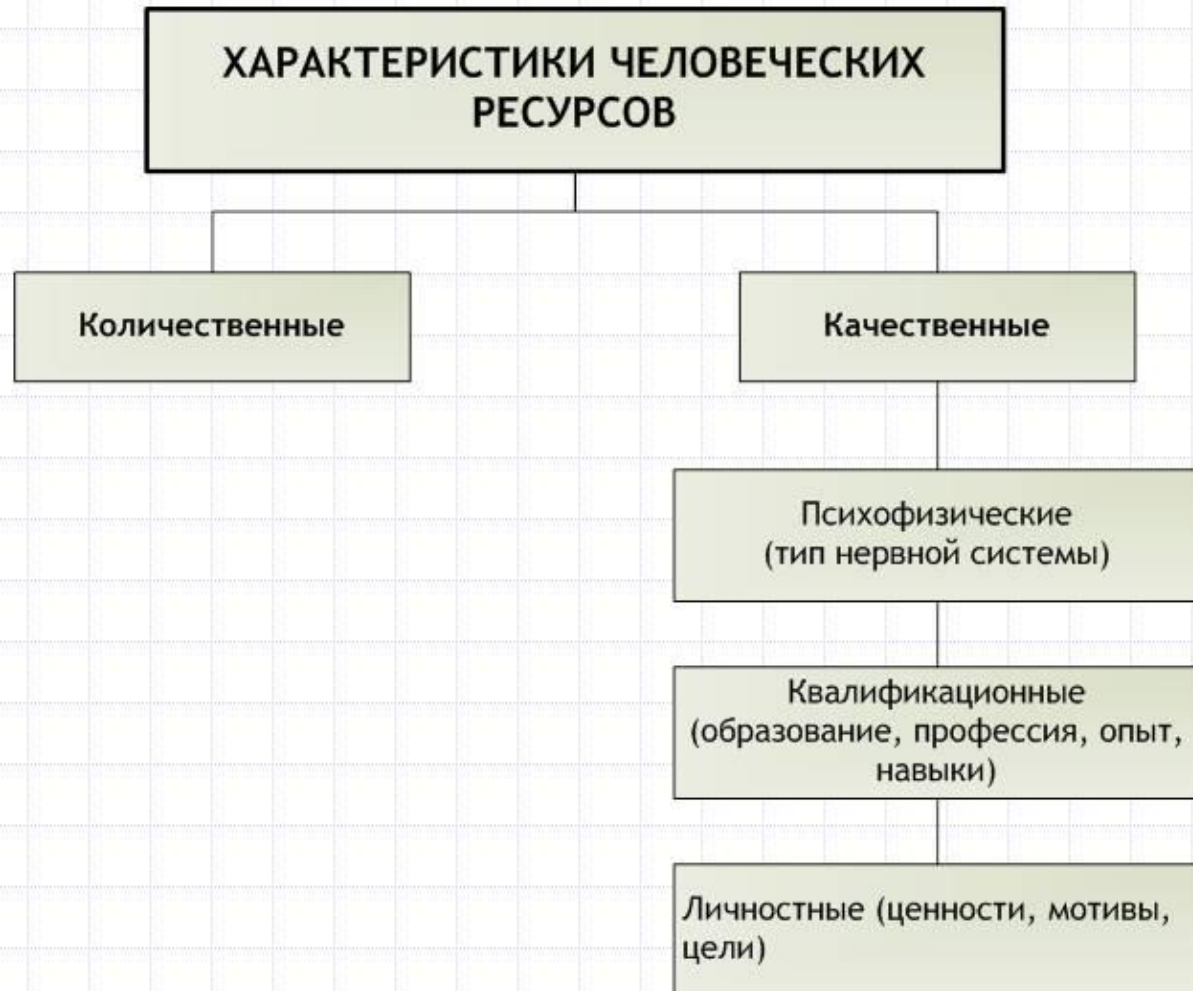 ХАРАКТЕРИСТИКИ ЧЕЛОВЕЧЕСКИХ
РЕСУРСОВ
Количественные
Качественные
Психофизические
(тип нервной системы)
Квалификационные
(образование, профессия, опыт,
навыки)
Личностные (ценности, мотивы,
цели)